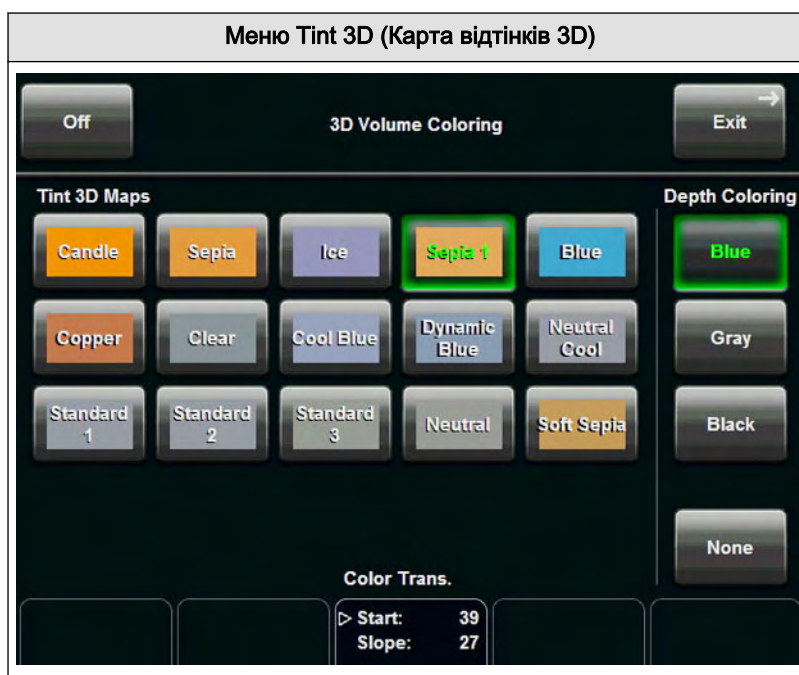 Меню Tint 3D (Карта відтінків 3D)
Off
3D Volume Coloring
Exit
Tint 3D Maps
Depth Coloring
Candle
Sepia
Ice
Sepia 1
Blue
Blue
Copper
Clear
Cool Blue
Dynamic
Blue
Neutral
Cool
Gray
Standard
1
Standard
2
Standard
3
Neutral
Soft Sepia
Black
None
Color Trans.
Start: 39
Slope: 27